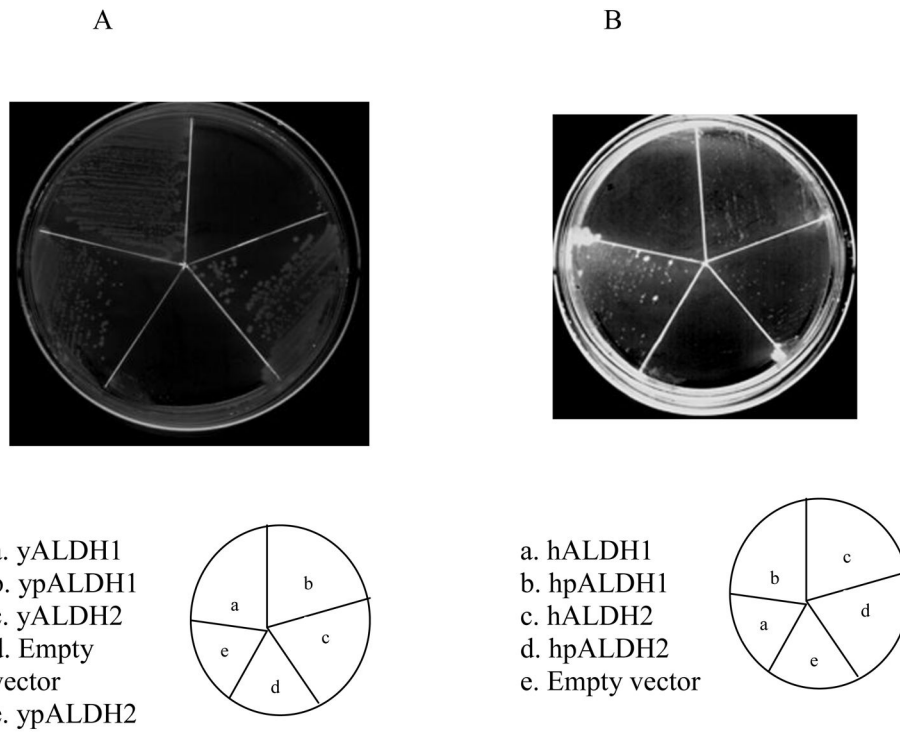 A
B
a. yALDH1
b. ypALDH1
c. yALDH2
d. Empty
vector
e. ypALDH2
b
a
c
e
d
a. hALDH1
b. hpALDH1
c. hALDH2
d. hpALDH2
e. Empty vector
c
b
d
a
e